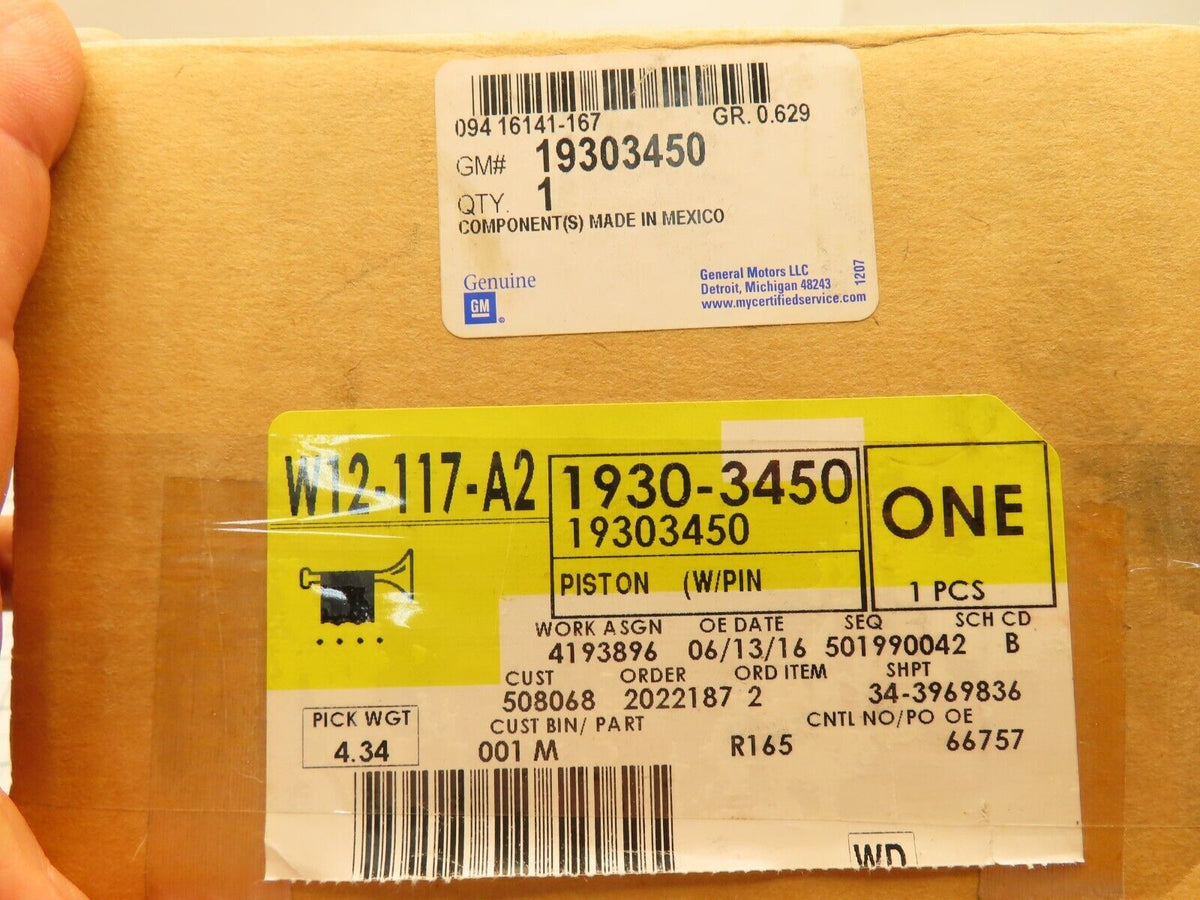 094 16141-167 GR. 0.629
GM# 19303450
QTY. 1
COMPONENT(S) MADE IN MEXICO
Genuine
GM
General Motors LLC
Detroit, Michigan 48243
www.mycertifiedservice.com
1207
W12-117-A2
1930-3450
19303450
PISTON (W/PIN
ONE
1 PCS
WORK ASGN OE DATE SEQ SCH CD
4193896 06/13/16 501990042 B
CUST ORDER ORD ITEM SHPT
508068 2022187 2 34-3969836
PICK WGT
4.34
CUST BIN/ PART CNTL NO/PO OE
001 M R165 66757
WD